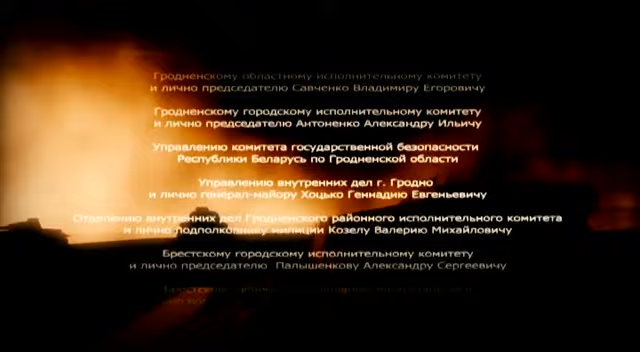 Гродненскому областному исполнительному комитету
и лично председателю Савченко Владимиру Егоровичу
Гродненскому городскому исполнительному комитету
и лично председателю Антоненко Александру Ильичу
Управлению комитета государственной безопасности
Республики Беларусь по Гродненской области
Управлению внутренних дел г. Гродно
и лично генерал-майору Хоцько Геннадию Евгеньевичу
Отделению внутренних дел Гродненского районного исполнительного комитета
и лично подполковнику милиции Козелу Валерию Михайловичу
Брестскому городскому исполнительному комитету
и лично председателю Палышенкову Александру Сергеевичу